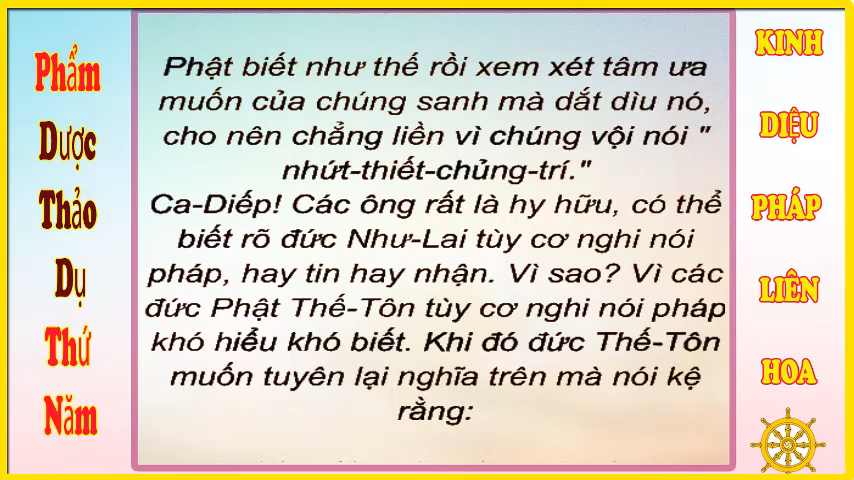 Phẩm
Dược
Thảo
Dụ
Thứ
Năm
Phật biết như thế rồi xem xét tâm ưa
muốn của chúng sanh mà dắt dìu nó,
cho nên chẳng liền vì chúng vội nói "
nhứt-thiết-chủng-trí."
Ca-Diếp! Các ông rất là hy hữu, có thể
biết rõ đức Như-Lai tùy cơ nghi nói
pháp, hay tin hay nhận. Vì sao? Vì các
đức Phật Thế-Tôn tùy cơ nghi nói pháp
khó hiểu khó biết. Khi đó đức Thế-Tôn
muốn tuyên lại nghĩa trên mà nói kệ
rằng:
KINH
DIỆU
PHÁP
LIÊN
HOA